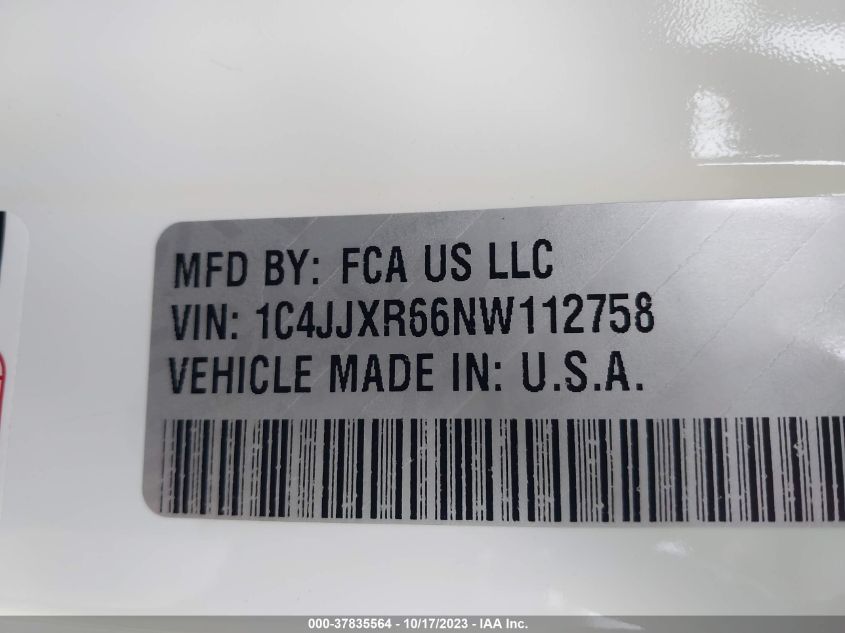 MFD BY: FCA US LLC
VIN: 1C4JJXR66NW112758
VEHICLE MADE IN: U.S.A.
000-37835564 - 10/17/2023 - IAA Inc.